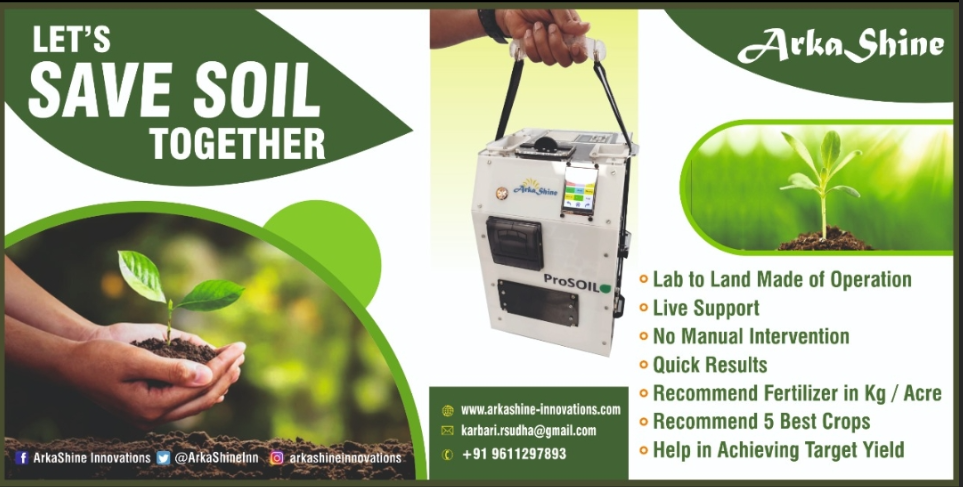 LET'S
SAVE SOIL
TOGETHER
f ArkaShine Innovations @ArkaShineInn arkashineinnovations
ArkaShine
ProSOIL
www.arkashine-innovations.com
karbari.rsudha@gmail.com
+91 9611297893
Arka Shine
Lab to Land Made of Operation
Live Support
No Manual Intervention
Quick Results
Recommend Fertilizer in Kg / Acre
Recommend 5 Best Crops
Help in Achieving Target Yield